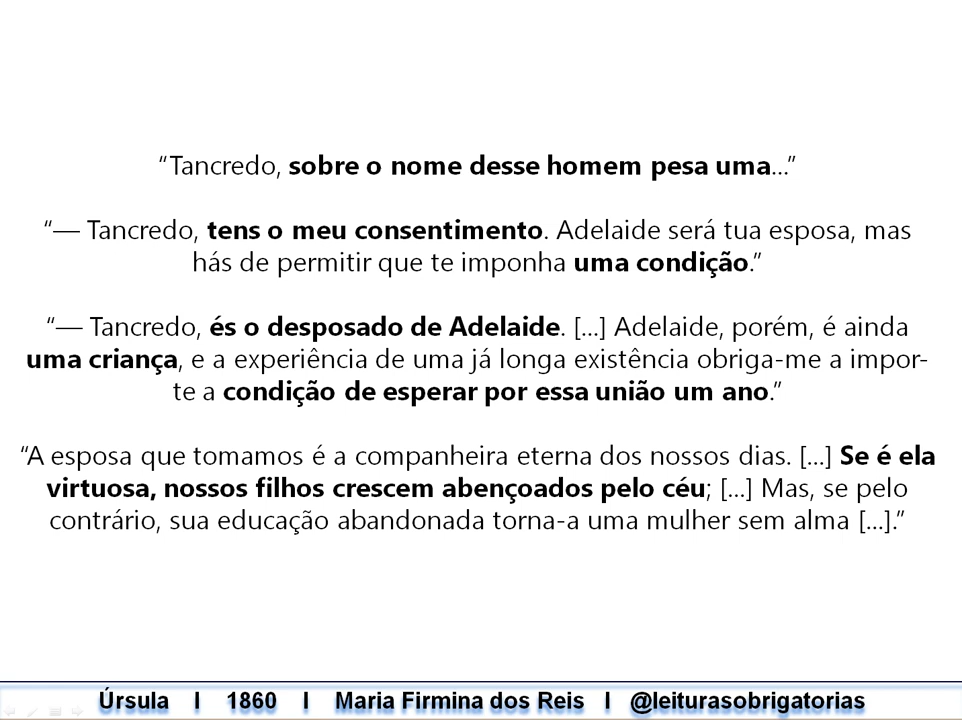 “Tancredo, sobre o nome desse homem pesa uma...”
“— Tancredo, tens o meu consentimento. Adelaide será tua esposa, mas
hás de permitir que te imponha uma condição.”
“— Tancredo, és o desposado de Adelaide. [...] Adelaide, porém, é ainda
uma criança, e a experiência de uma já longa existência obriga-me a impor-
te a condição de esperar por essa união um ano.”
“A esposa que tomamos é a companheira eterna dos nossos dias. [...] Se é ela
virtuosa, nossos filhos crescem abençoados pelo céu; [...] Mas, se pelo
contrário, sua educação abandonada torna-a uma mulher sem alma [...].”
Úrsula I 1860 I Maria Firmina dos Reis I @leiturasobrigatorias